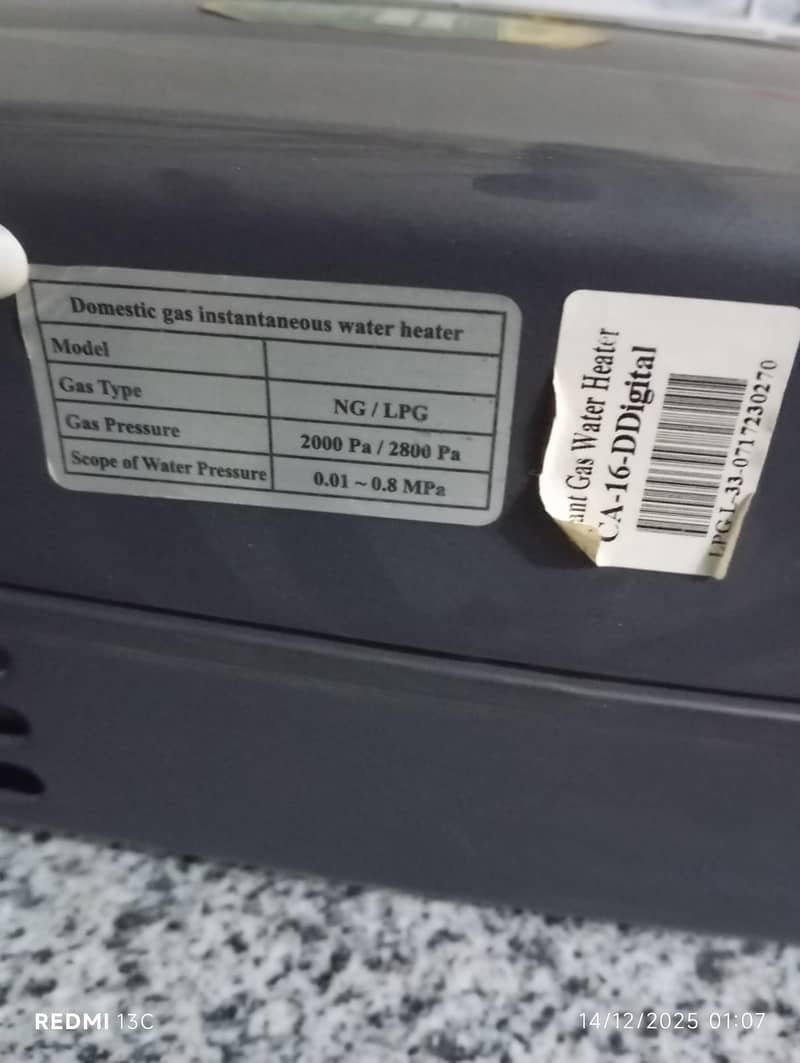 Domestic gas instantaneous water heater
Model
Gas Type NG / LPG
Gas Pressure 2000 Pa / 2800 Pa
Scope of Water Pressure 0.01 ~ 0.8 MPa
ant Gas Water Heater
CA-16-DDigital
LPG L-33-0717230270
REDMI 13C
14/12/2025 01:07